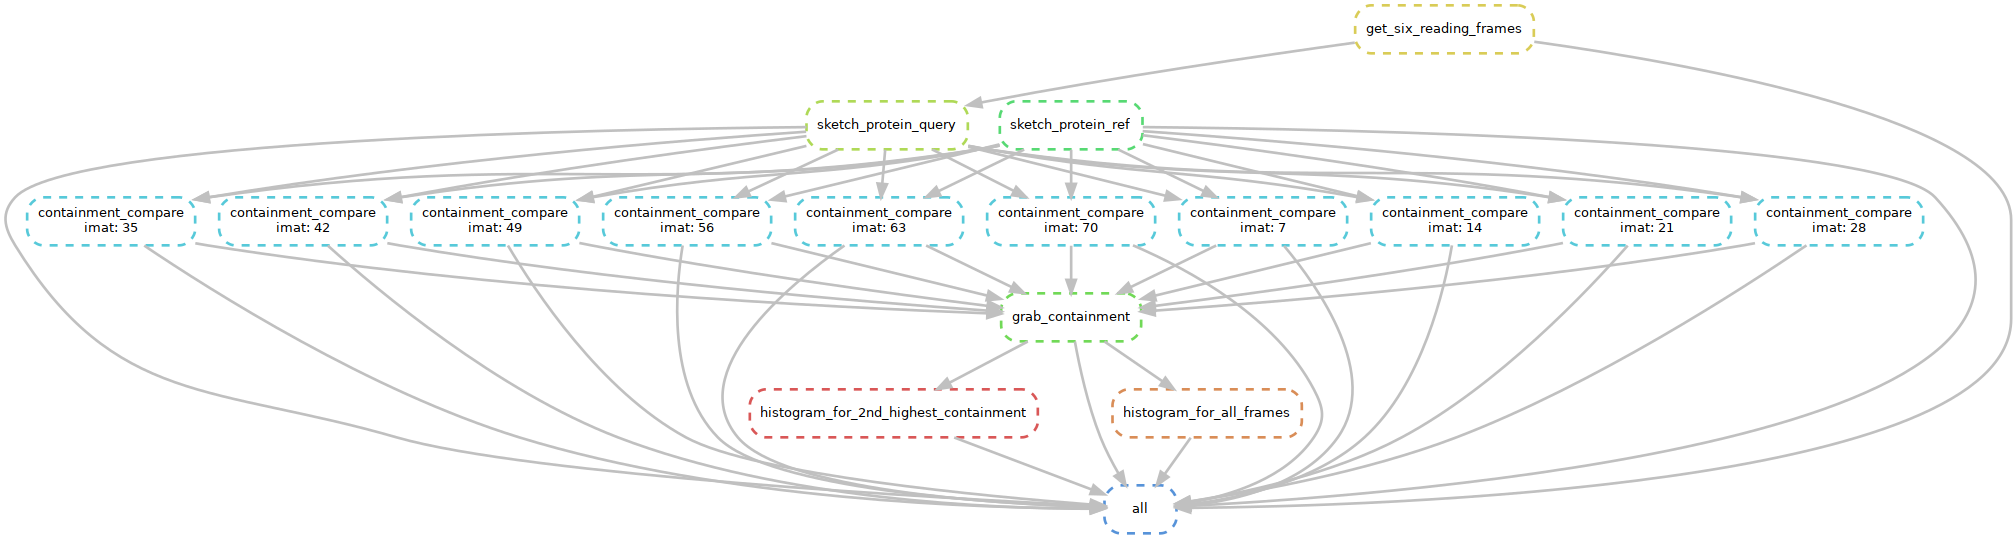 get_six_reading_frames
sketch_protein_query
sketch_protein_ref
containment_compare
imat: 35
containment_compare
imat: 42
containment_compare
imat: 49
containment_compare
imat: 56
containment_compare
imat: 63
containment_compare
imat: 70
containment_compare
imat: 7
containment_compare
imat: 14
containment_compare
imat: 21
containment_compare
imat: 28
grab_containment
histogram_for_2nd_highest_containment
histogram_for_all_frames
all